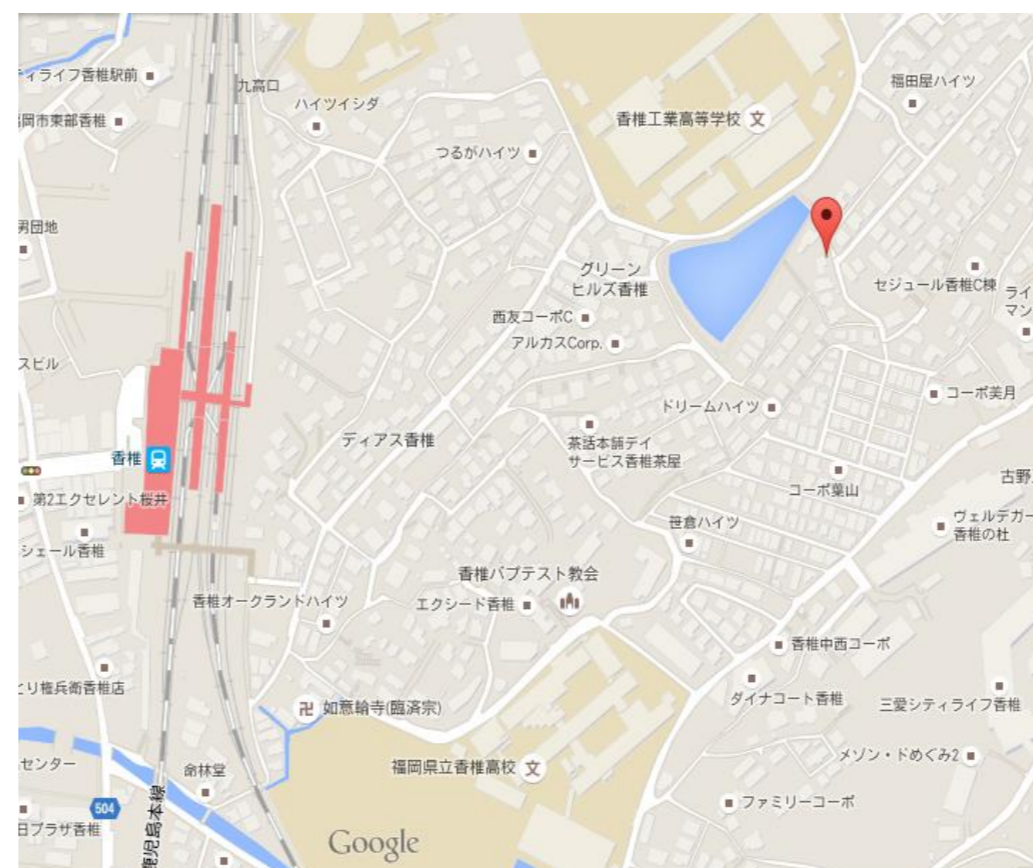 ティライフ香椎駅前
岡市東部香椎
九高口
ハイツイシダ
つるがハイツ
香椎工業高等学校
文
福田屋ハイツ
男団地
グリーン
ヒルズ香椎
セジュール香椎C棟
ライ
マン
西友コーポC
アルカスCorp.
スビル
コーポ美月
ドリームハイツ
ディアス香椎
茶話本舗デイ
サービス香椎茶屋
香椎
第2エクセレント桜井
コーポ葉山
古野
シェール香椎
笹倉ハイツ
ヴェルデガー
香椎の杜
香椎バプテスト教会
エクシード香椎
香椎オークランドハイツ
香椎中西コーポ
とり権兵衛香椎店
ダイナコート香椎
三愛シティライフ香椎
卍
如意輪寺(臨済宗)
センター
命林堂
福岡県立香椎高校
文
メゾン・ドめぐみ2
504
日プラザ香椎
鹿児島本線
ファミリーコーポ
Google